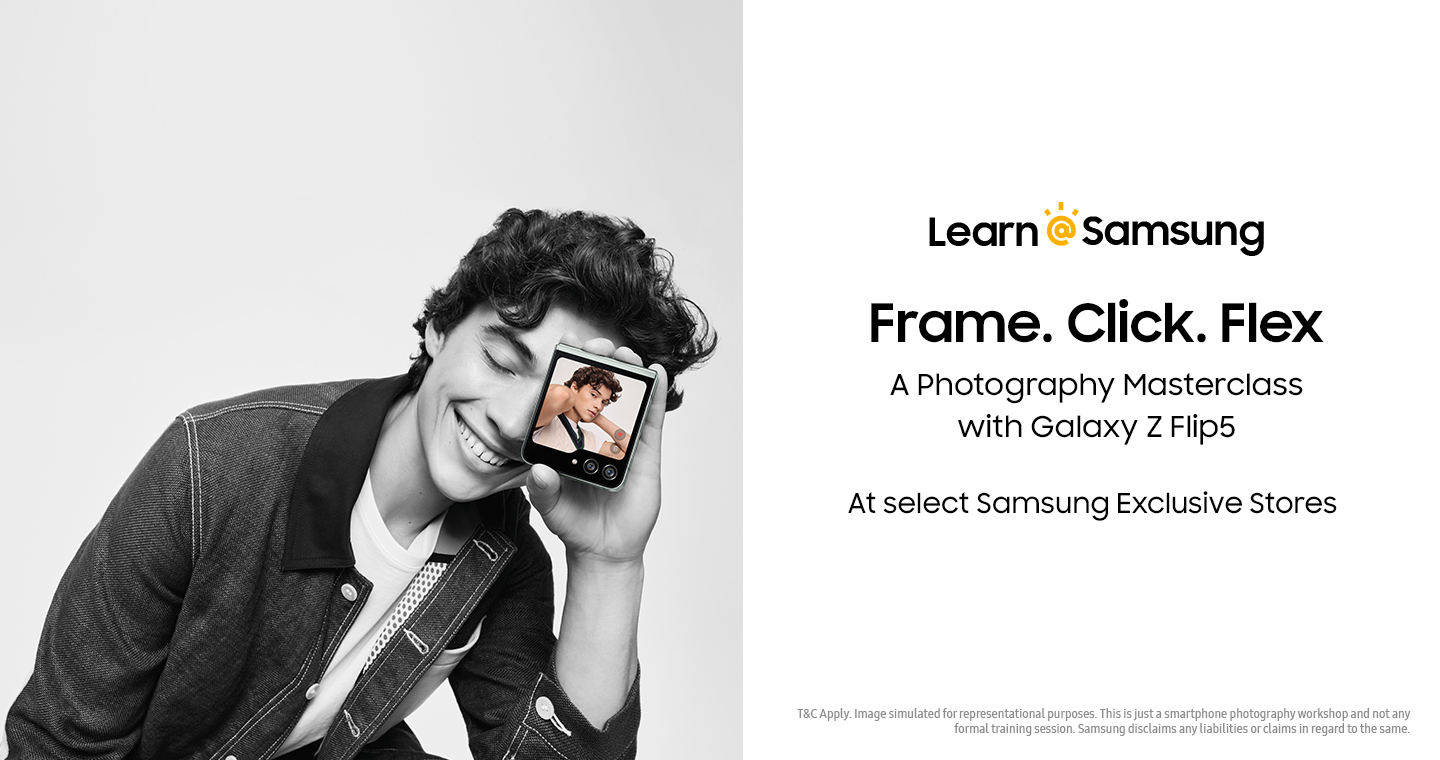 Learn @ Samsung
Frame. Click. Flex
A Photography Masterclass
with Galaxy Z Flip5
At select Samsung Exclusive Stores
T&C Apply. Image simulated for representational purposes. This is just a smartphone photography workshop and not any
formal training session. Samsung disclaims any liabilities or claims in regard to the same.